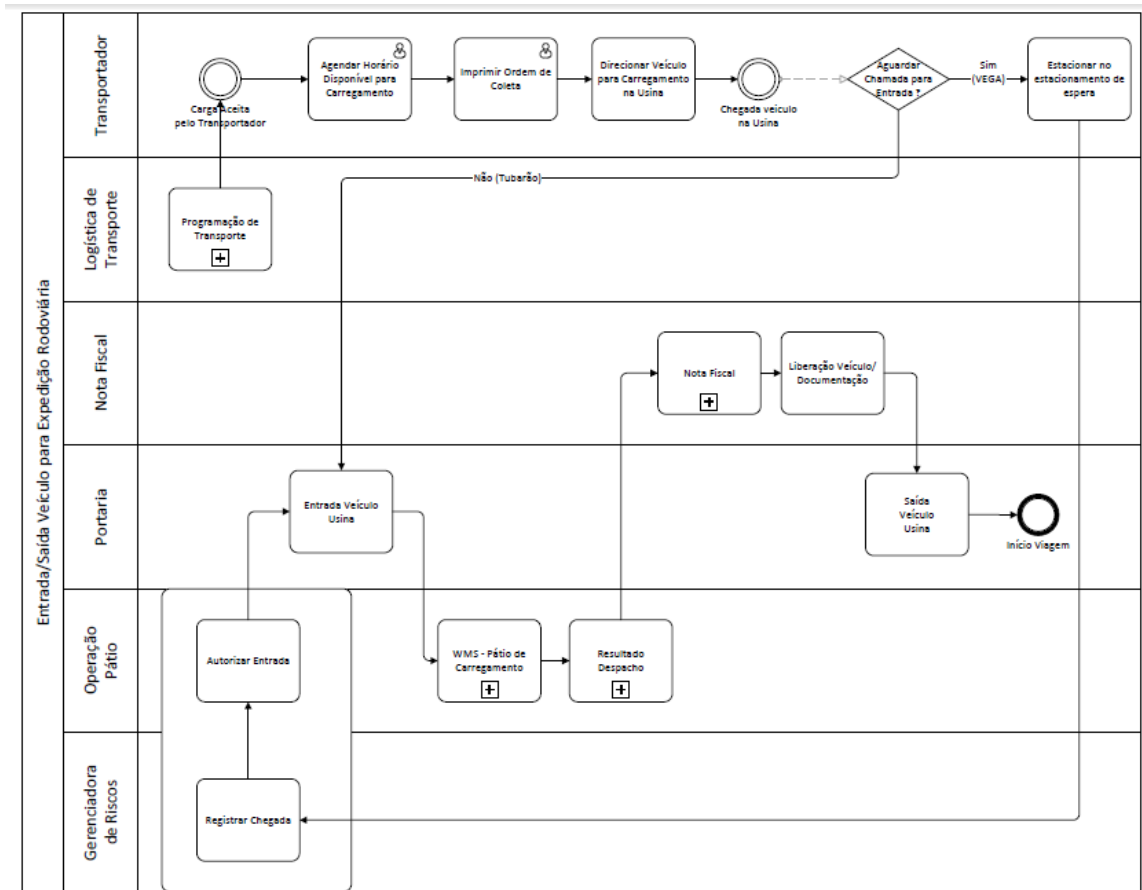 Entrada/Saída Veículo para Expedição Rodoviária
Transportador
Carga Aceita
pelo Transportador
Agendar Horário
Disponível para
Carregamento
Imprimir Ordem de
Coleta
Direcionar Veículo
para Carregamento
na Usina
Chegada veiculo
na Usina
Aguardar
Chamada para
Entrada ?
Sim
(VEGA)
Estacionar no
estacionamento de
espera
Logística de
Transporte
Programação de
Transporte
Não (Tubarão)
Nota Fiscal
Nota Fiscal
Liberação Veículo/
Documentação
Portaria
Entrada Veículo
Usina
Saída
Veículo
Usina
Início Viagem
Operação
Pátio
Autorizar Entrada
WMS - Pátio de
Carregamento
Resultado
Despacho
Gerenciadora
de Riscos
Registrar Chegada